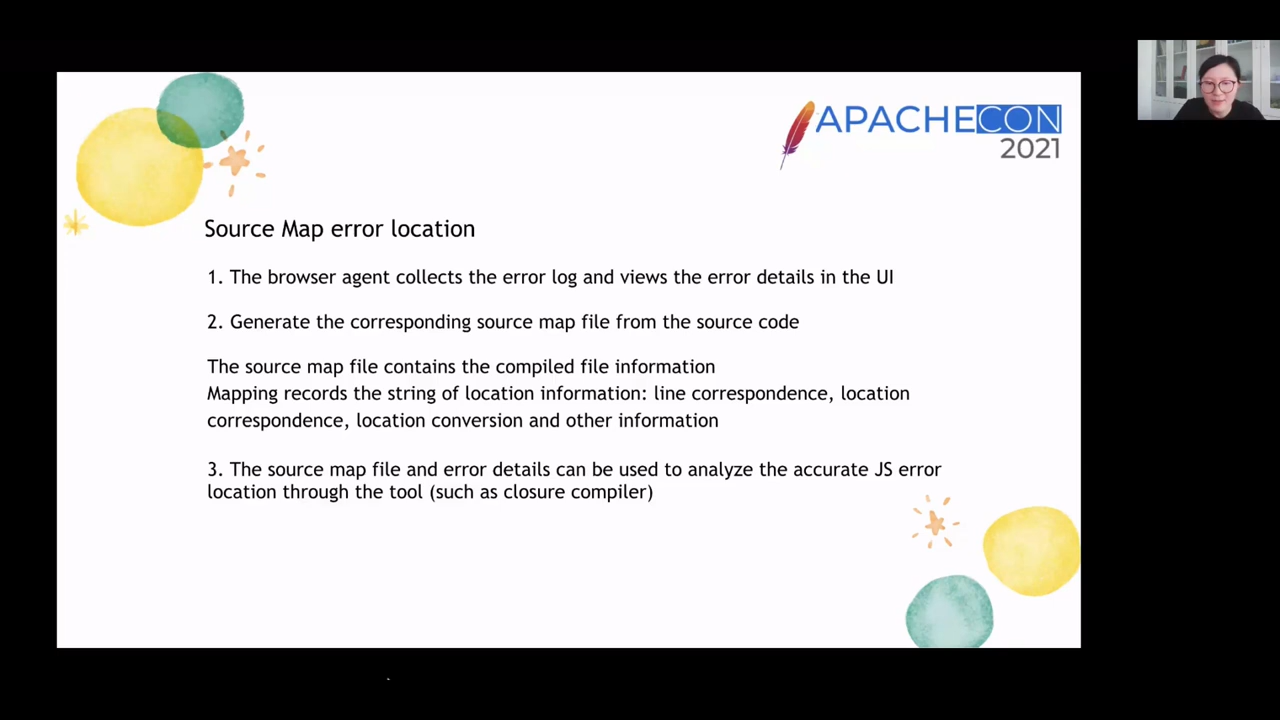 APACHECON
2021
Source Map error location
1. The browser agent collects the error log and views the error details in the UI
2. Generate the corresponding source map file from the source code
The source map file contains the compiled file information
Mapping records the string of location information: line correspondence, location
correspondence, location conversion and other information
3. The source map file and error details can be used to analyze the accurate JS error
location through the tool (such as closure compiler)